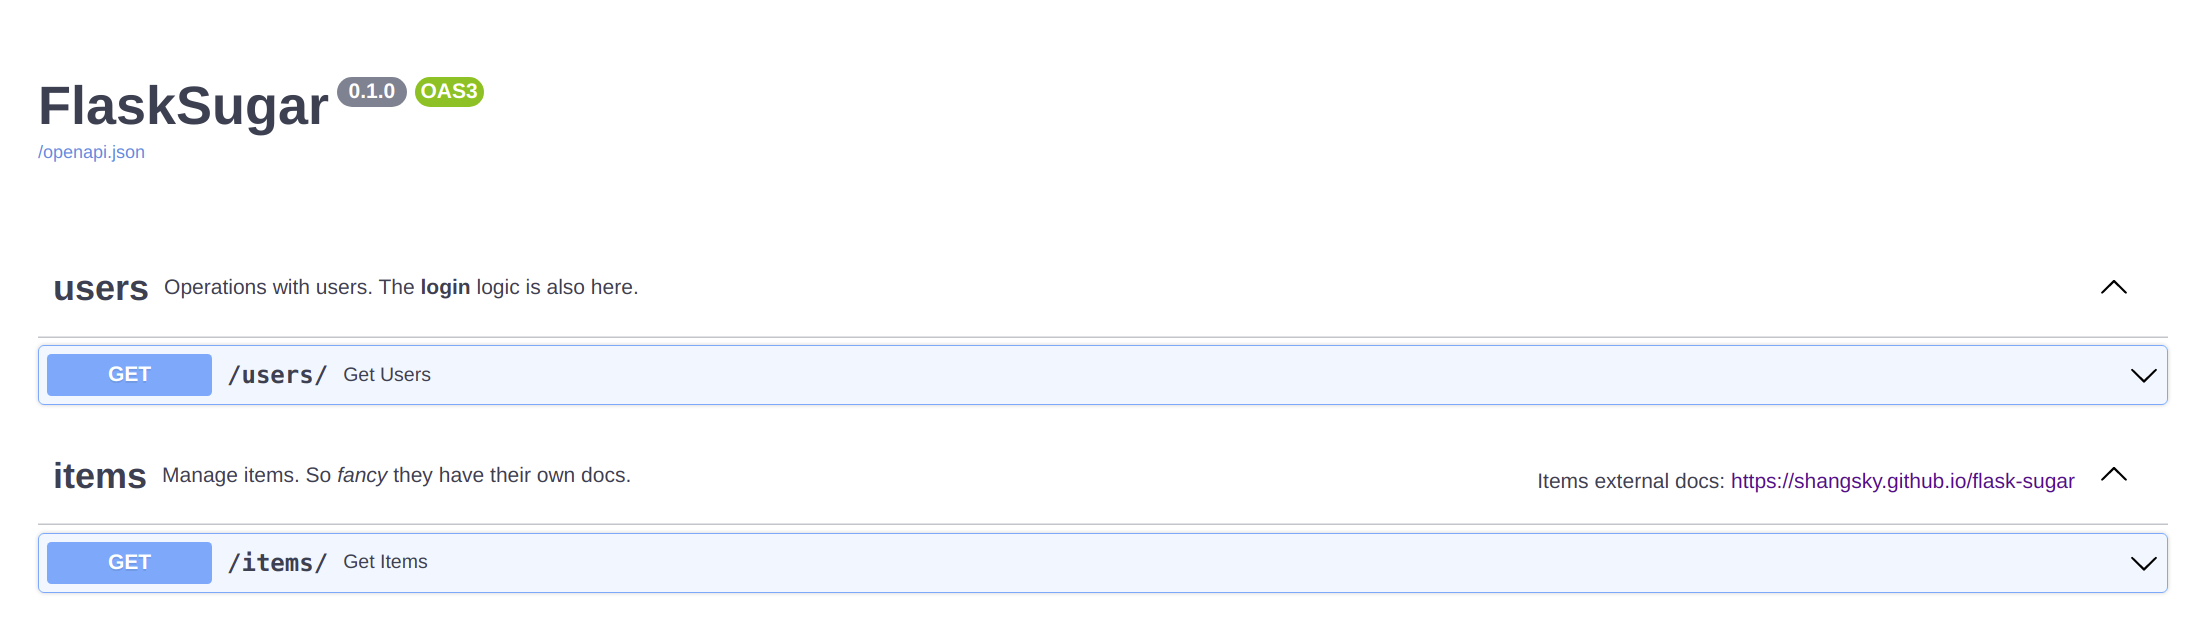 FlaskSugar 0.1.0 OAS3
/openapi.json
users Operations with users. The login logic is also here.
GET /users/ Get Users
items Manage items. So fancy they have their own docs. Items external docs: https://shangsky.github.io/flask-sugar
GET /items/ Get Items